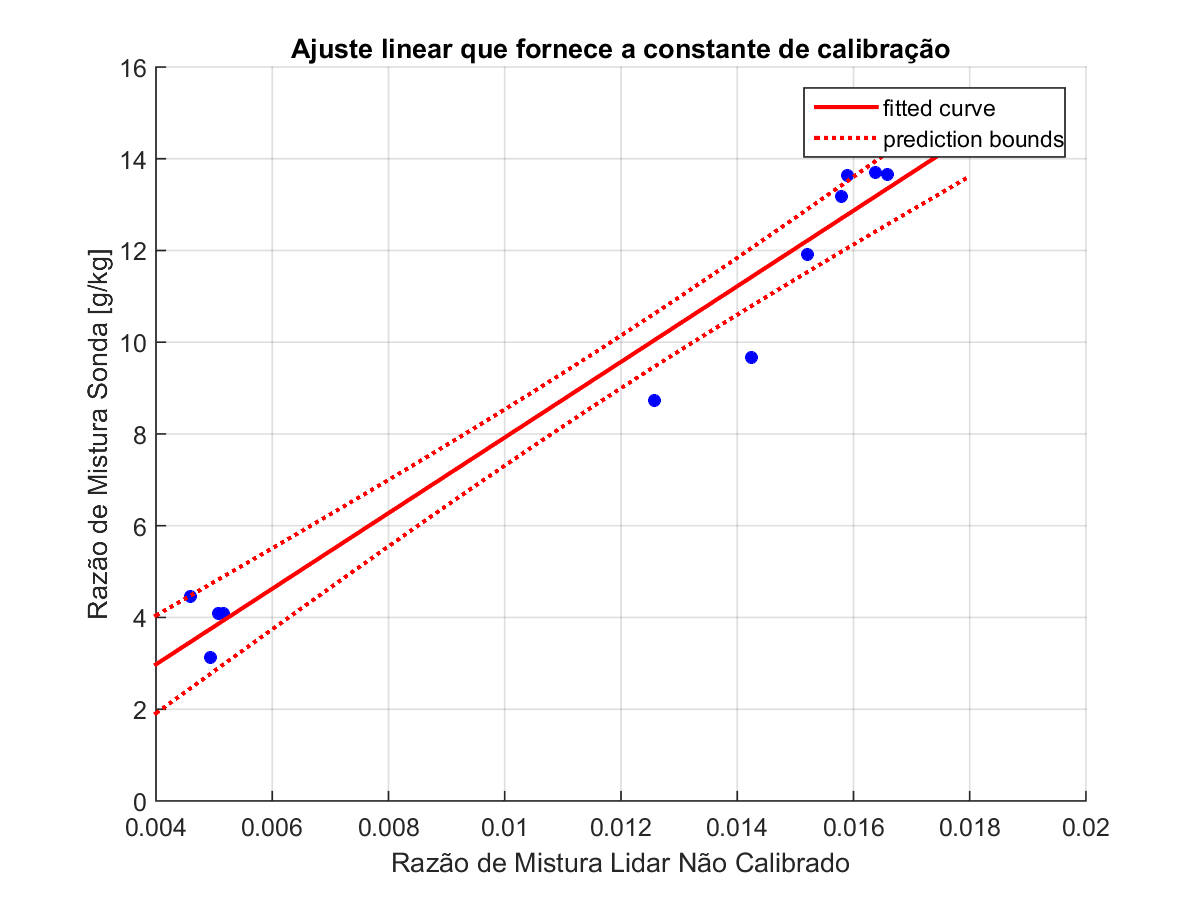 Ajuste linear que fornece a constante de calibração
fitted curve
prediction bounds
16
14
12
10
8
6
4
2
0
Razão de Mistura Sonda [g/kg]
0.004 0.006 0.008 0.01 0.012 0.014 0.016 0.018 0.02
Razão de Mistura Lidar Não Calibrado